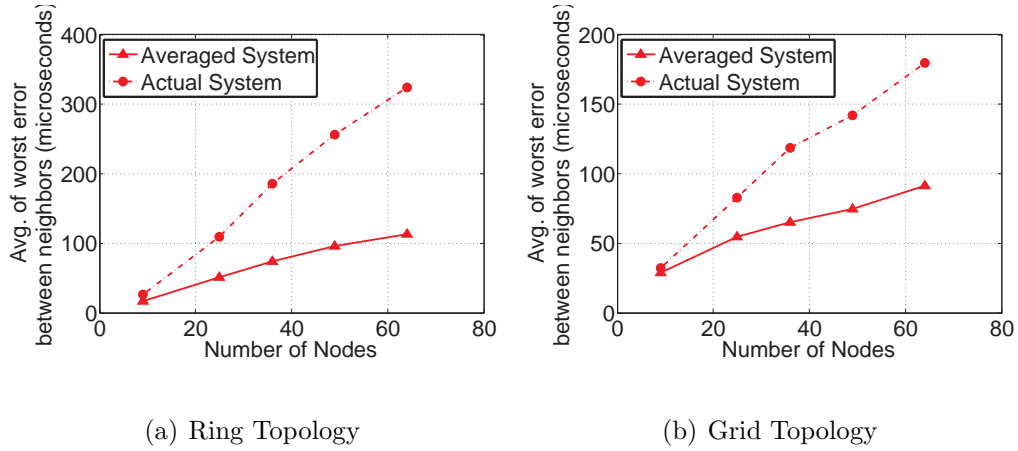 Avg. of worst error
between neighbors (microseconds)
400
300
200
100
0
Averaged System
Actual System
0 20 40 60 80
Number of Nodes
(a) Ring Topology
Avg. of worst error
between neighbors (microseconds)
200
150
100
50
0
Averaged System
Actual System
0 20 40 60 80
Number of Nodes
(b) Grid Topology